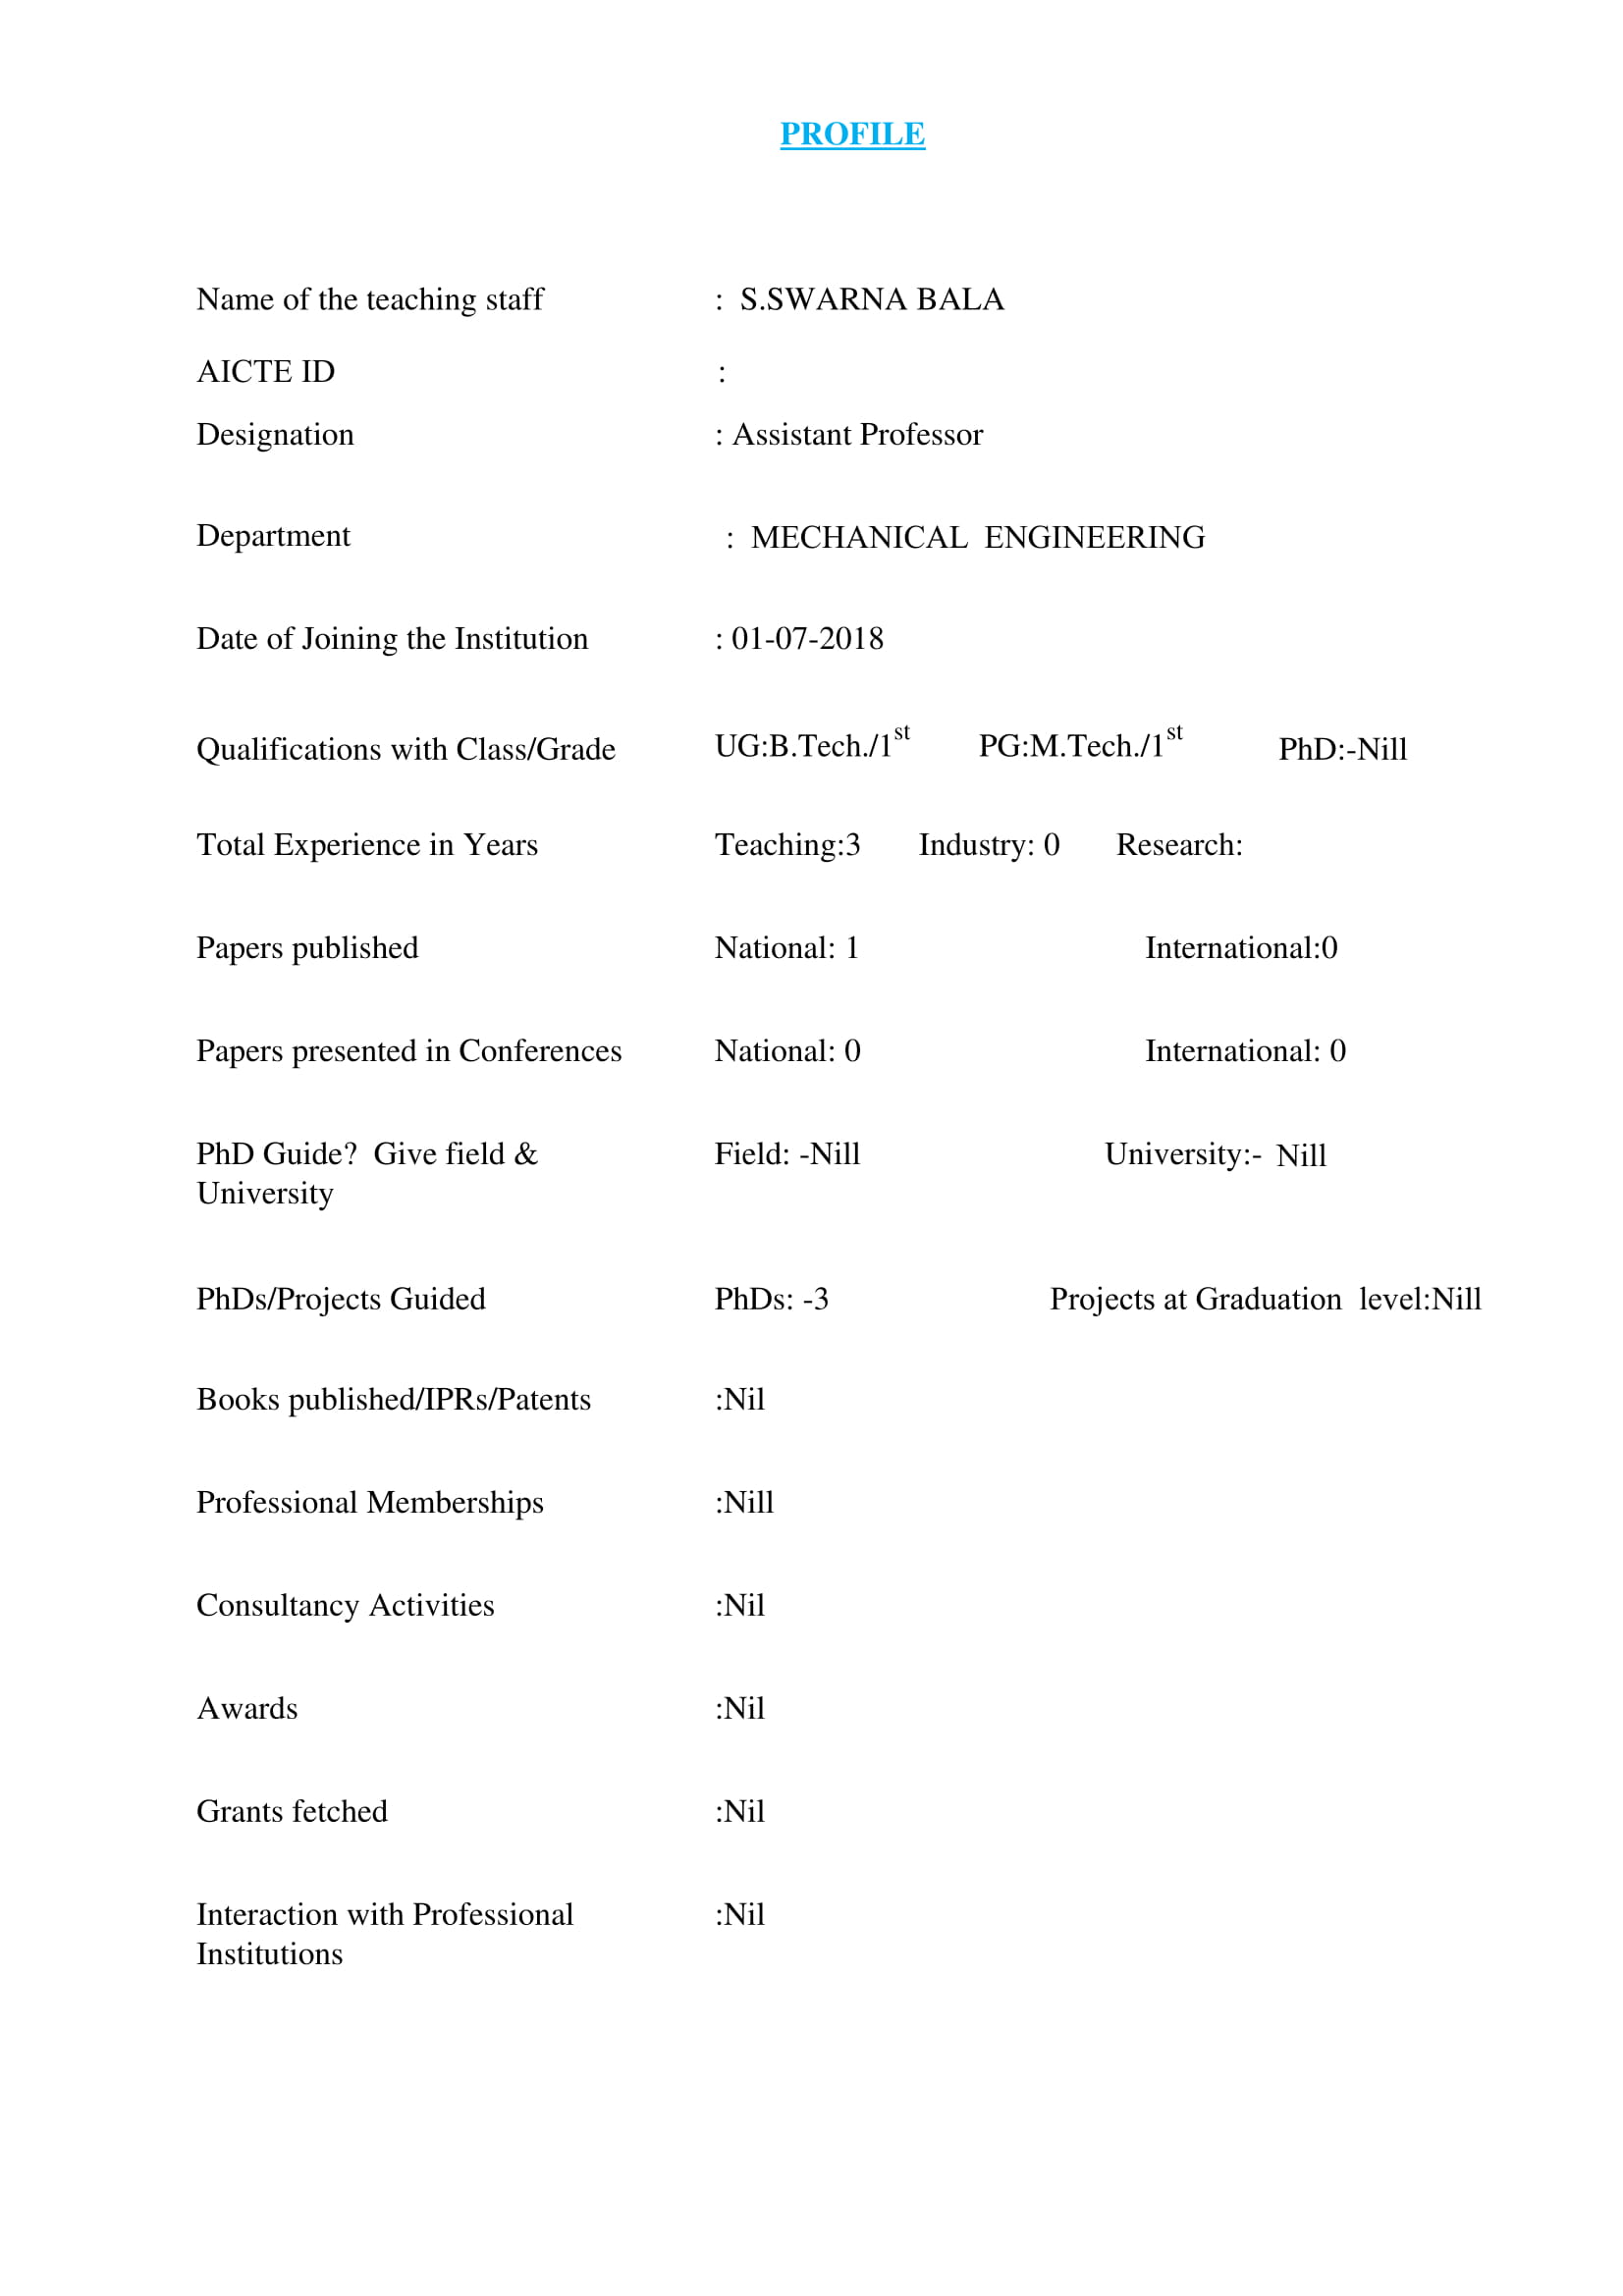 PROFILE
Name of the teaching staff : S.SWARNA BALA
AICTE ID :
Designation : Assistant Professor
Department : MECHANICAL ENGINEERING
Date of Joining the Institution : 01-07-2018
Qualifications with Class/Grade UG:B.Tech./1st PG:M.Tech./1st PhD:-Nill
Total Experience in Years Teaching:3 Industry: 0 Research:
Papers published National: 1 International:0
Papers presented in Conferences National: 0 International: 0
PhD Guide? Give field & Field: -Nill University:- Nill
University
PhDs/Projects Guided PhDs: -3 Projects at Graduation level:Nill
Books published/IPRs/Patents :Nil
Professional Memberships :Nill
Consultancy Activities :Nil
Awards :Nil
Grants fetched :Nil
Interaction with Professional :Nil
Institutions